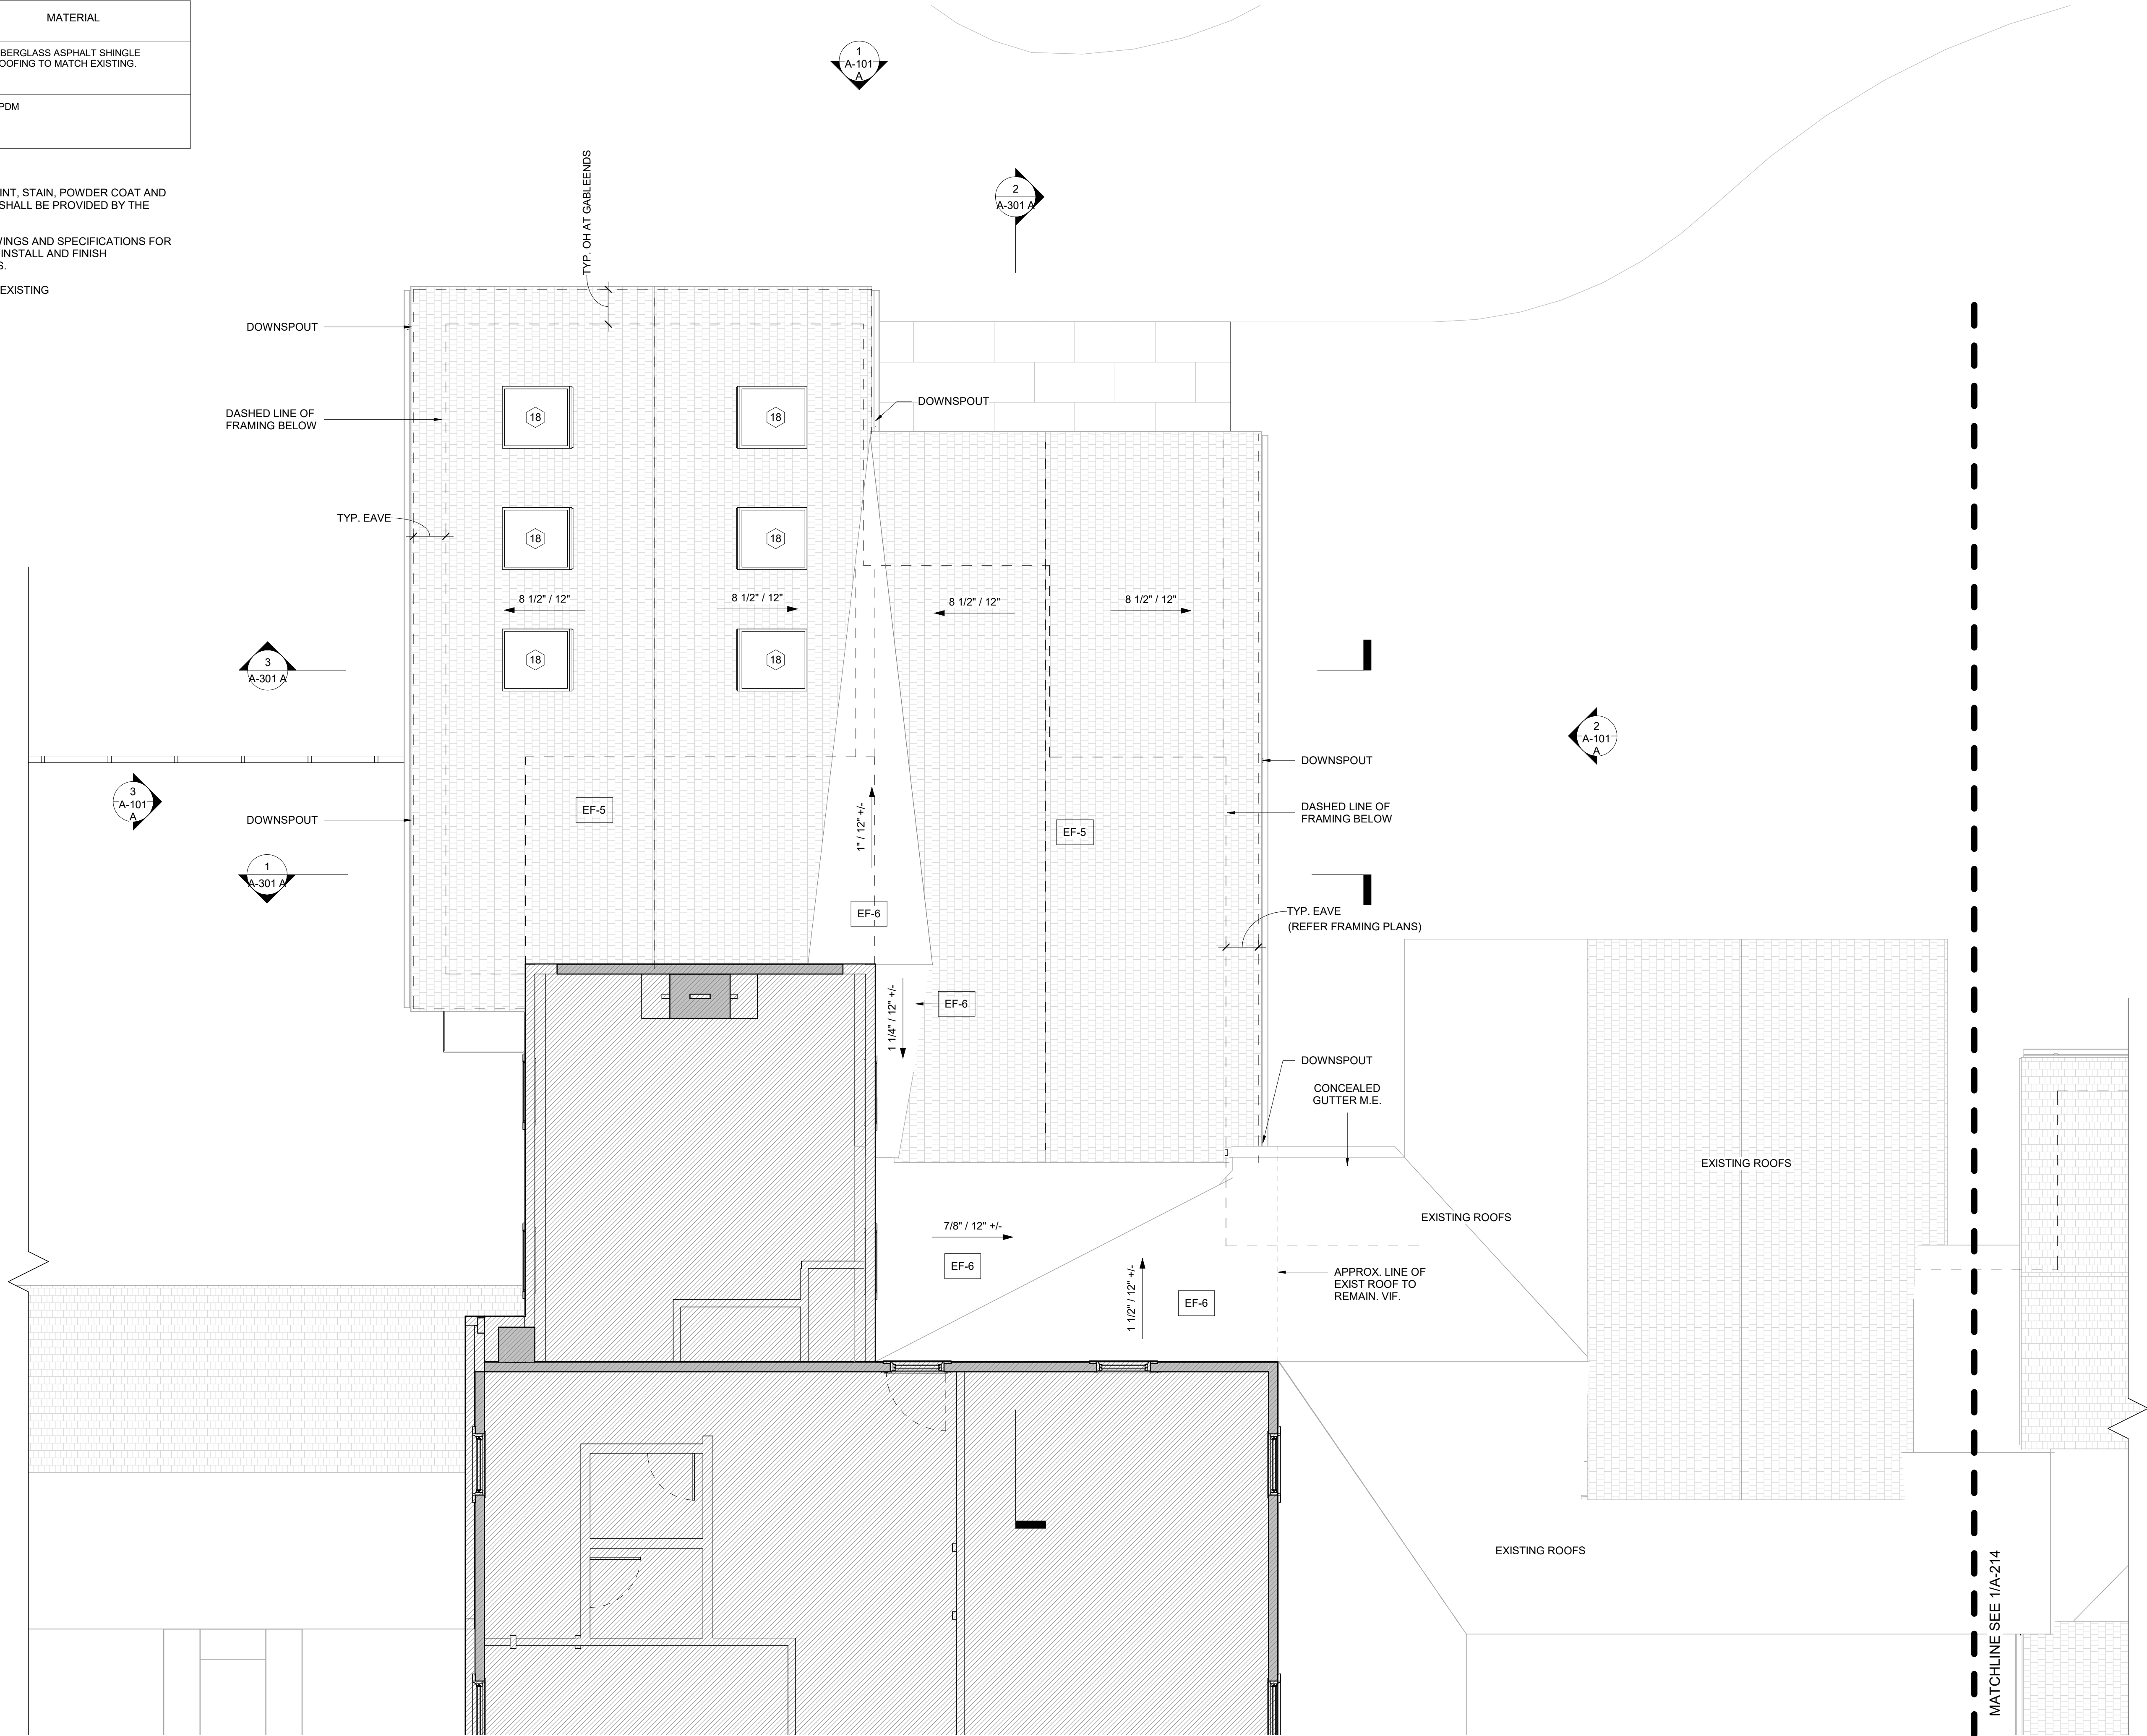 MATERIAL
BERGLASS ASPHALT SHINGLE
OOFING TO MATCH EXISTING.
PDM
INT, STAIN, POWDER COAT AND
SHALL BE PROVIDED BY THE
WINGS AND SPECIFICATIONS FOR
INSTALL AND FINISH
S.
EXISTING
1
A-101
A
2
A-301 A
TYP. OH AT GABLEENDS
DOWNSPOUT
DASHED LINE OF
FRAMING BELOW
18
18
DOWNSPOUT
TYP. EAVE
18
18
8 1/2" / 12"
8 1/2" / 12"
8 1/2" / 12"
8 1/2" / 12"
18
18
3
A-301 A
2
A-101
A
DOWNSPOUT
3
A-101
A
DOWNSPOUT
EF-5
1" / 12" +/-
EF-5
DASHED LINE OF
FRAMING BELOW
1
A-301 A
EF-6
TYP. EAVE
(REFER FRAMING PLANS)
1 1/4" / 12" +/-
EF-6
DOWNSPOUT
CONCEALED
GUTTER M.E.
EXISTING ROOFS
EXISTING ROOFS
7/8" / 12" +/-
EF-6
1 1/2" / 12" +/-
EF-6
APPROX. LINE OF
EXIST ROOF TO
REMAIN. VIF.
EXISTING ROOFS
MATCHLINE SEE 1/A-214